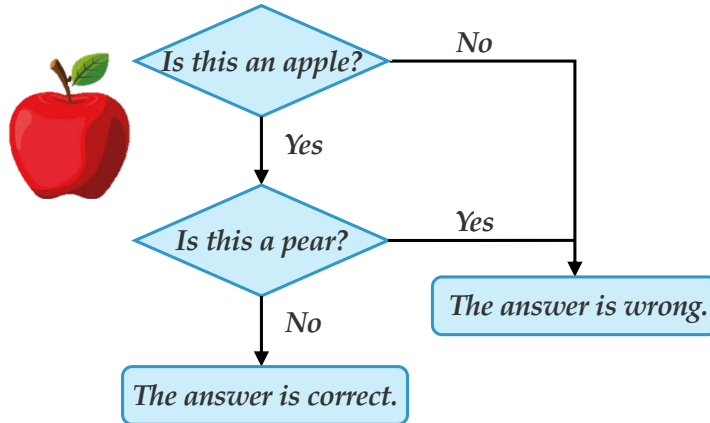 Is this an apple?
No
Yes
Is this a pear?
Yes
The answer is wrong.
No
The answer is correct.